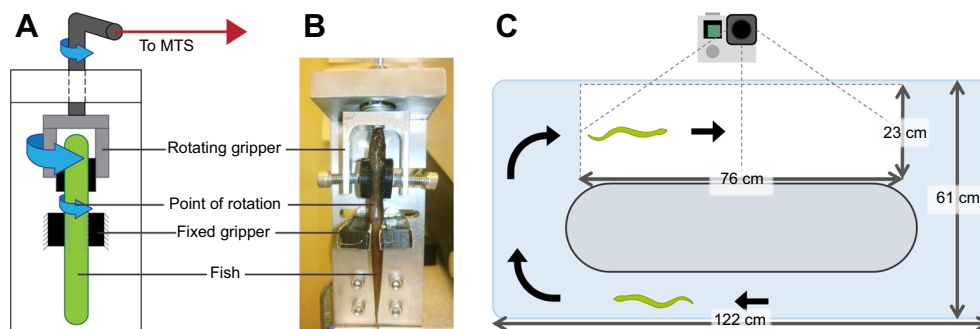 A
B
C
To MTS
Rotating gripper
Point of rotation
Fixed gripper
Fish
23 cm
76 cm
61 cm
122 cm